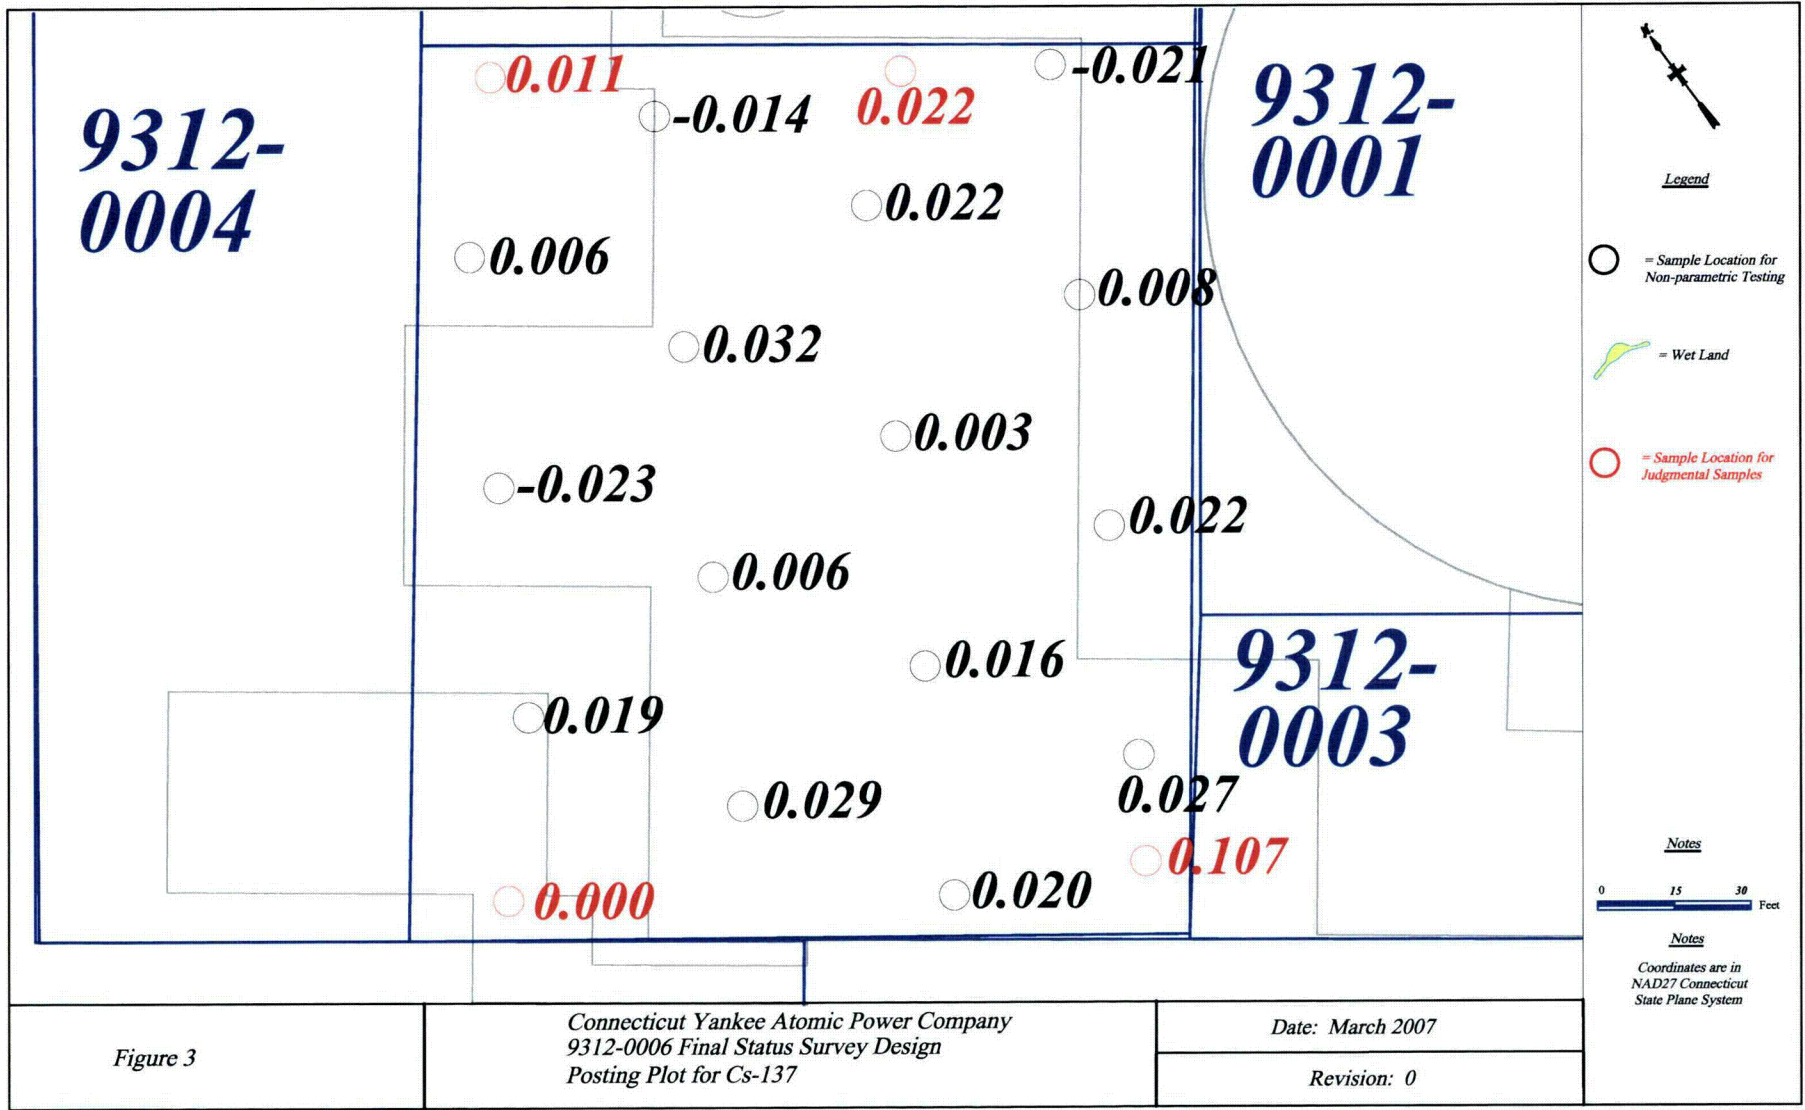 0.011
-0.014
0.022
-0.021
9312-
0004
9312-
0001
0.022
0.006
0.008
0.032
0.003
-0.023
0.022
0.006
0.016
9312-
0003
0.019
0.029
0.027
0.107
0.000
0.020
Legend
= Sample Location for
Non-parametric Testing
= Wet Land
= Sample Location for
Judgmental Samples
Notes
0 15 30
Feet
Notes
Coordinates are in
NAD27 Connecticut
State Plane System
Figure 3
Connecticut Yankee Atomic Power Company
9312-0006 Final Status Survey Design
Posting Plot for Cs-137
Date: March 2007
Revision: 0